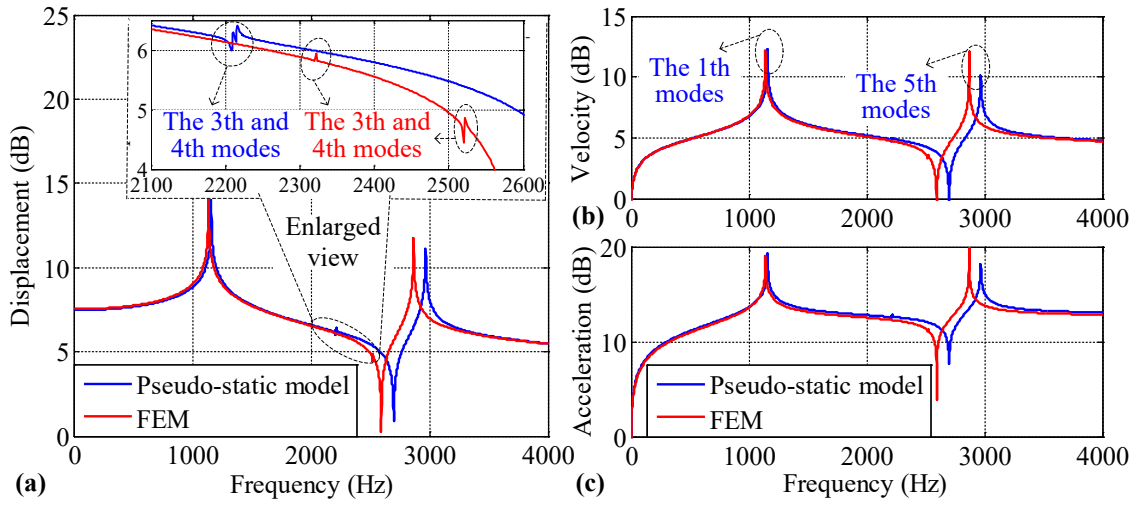 25
20
15
10
5
0
Displacement (dB)
6
5
4
2100
2200
2300
2400
2500
2600
The 3th and
4th modes
The 3th and
4th modes
Enlarged
view
Pseudo-static model
FEM
0
1000
2000
3000
4000
(a)
Frequency (Hz)
15
10
5
0
Velocity (dB)
The 1th
modes
The 5th
modes
(b)
0
1000
2000
3000
4000
20
10
0
Acceleration (dB)
Pseudo-static model
FEM
0
1000
2000
3000
4000
(c)
Frequency (Hz)